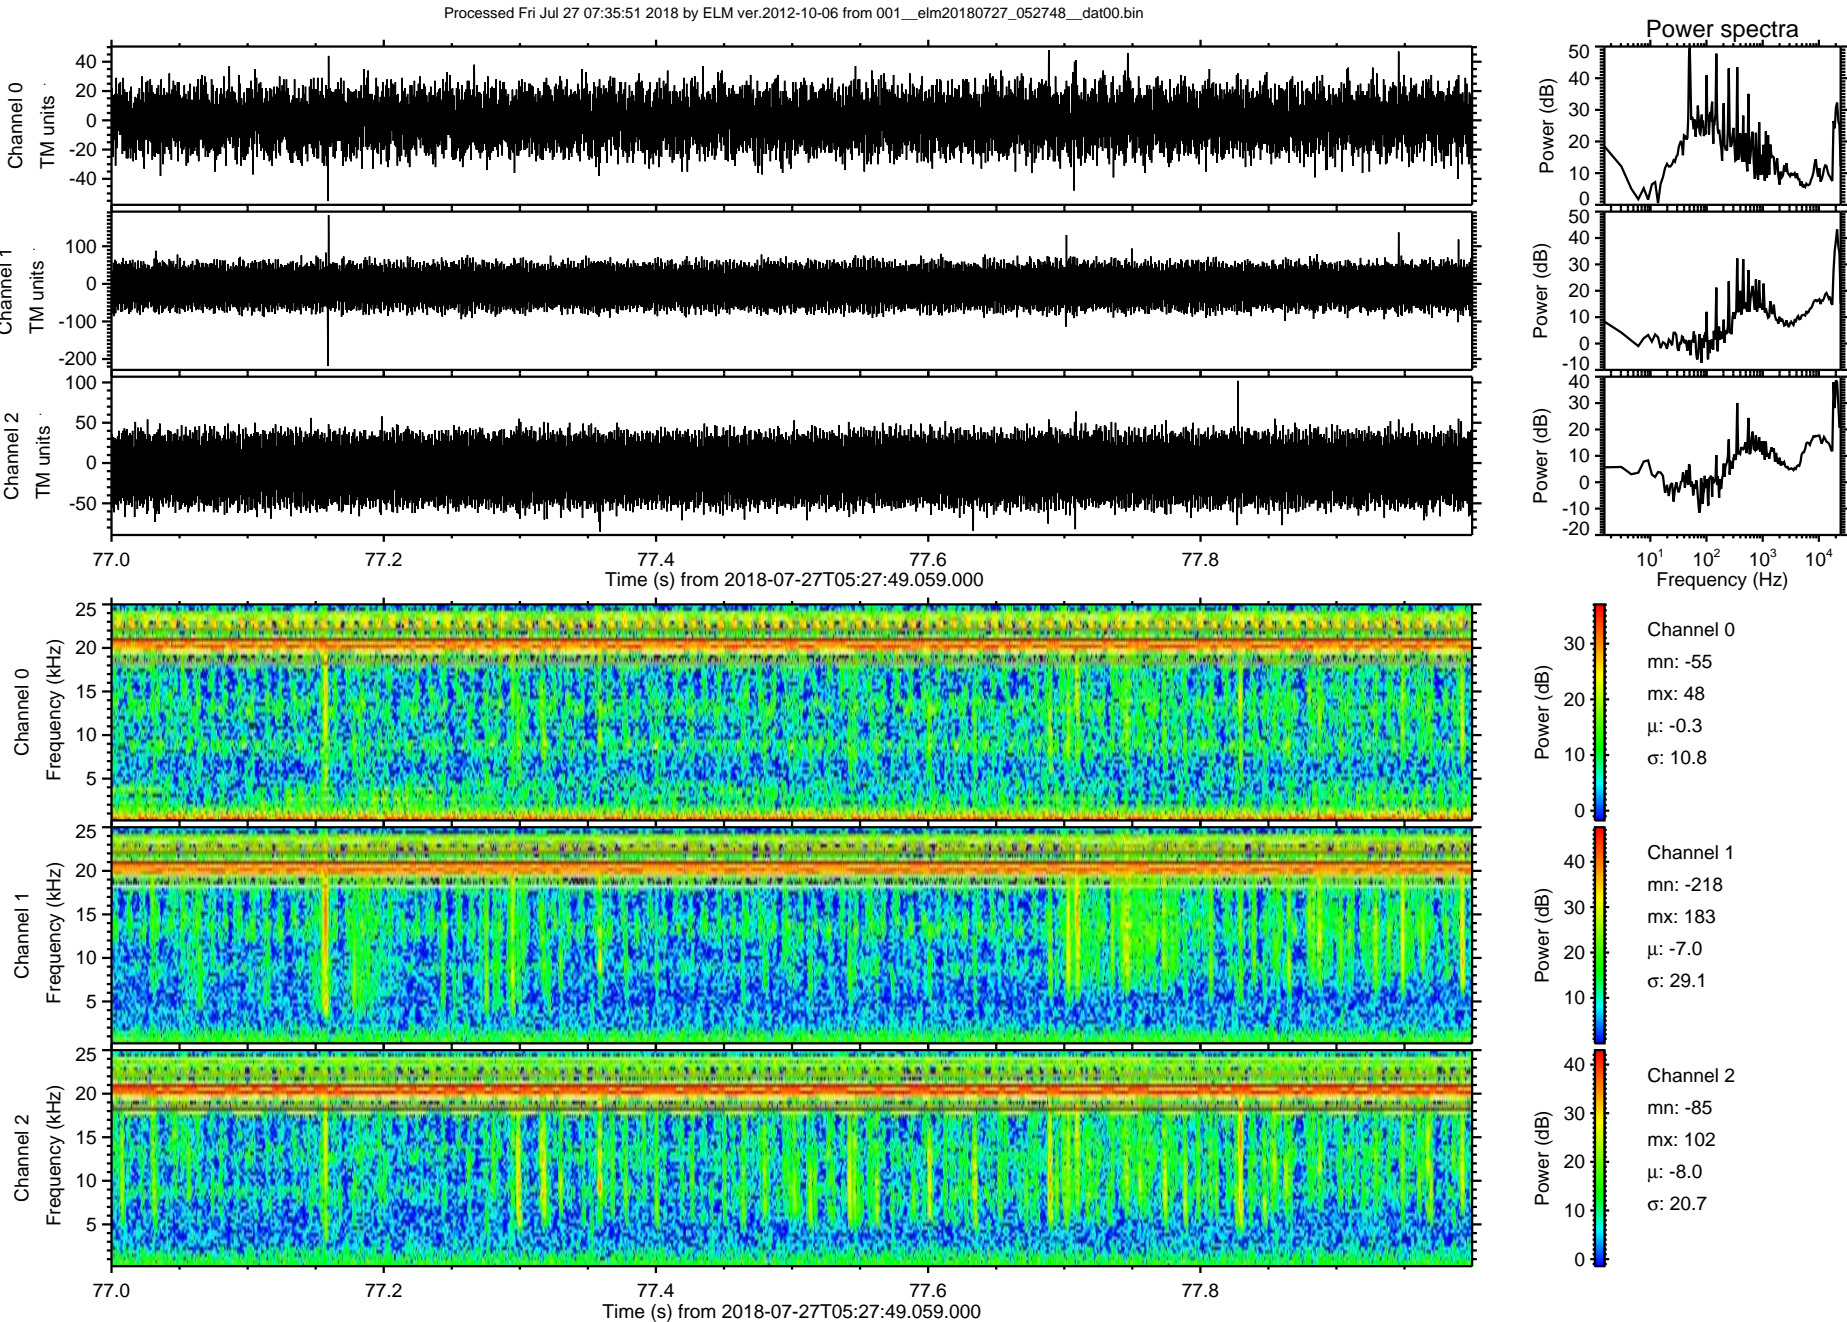 Processed Fri Jul 27 07:35:51 2018 by ELM ver.2012-10-06 from 001__elm20180727_052748__dat00.bin
Power spectra
Channel 0
TM units
40
20
0
-20
-40
Power (dB)
50
40
30
20
10
0
Channel 1
TM units
100
0
-100
-200
Power (dB)
50
40
30
20
10
0
-10
Channel 2
TM units
100
50
0
-50
Power (dB)
40
30
20
10
0
-10
-20
77.0 77.2 77.4 77.6 77.8
Time (s) from 2018-07-27T05:27:49.059.000
10^1 10^2 10^3 10^4
Frequency (Hz)
Channel 0
Frequency (kHz)
25
20
15
10
5
Power (dB)
30
20
10
0
Channel 0
mn: -55
mx: 48
μ: -0.3
σ: 10.8
Channel 1
Frequency (kHz)
25
20
15
10
5
Power (dB)
40
30
20
10
Channel 1
mn: -218
mx: 183
μ: -7.0
σ: 29.1
Channel 2
Frequency (kHz)
25
20
15
10
5
Power (dB)
40
30
20
10
0
Channel 2
mn: -85
mx: 102
μ: -8.0
σ: 20.7
77.0 77.2 77.4 77.6 77.8
Time (s) from 2018-07-27T05:27:49.059.000